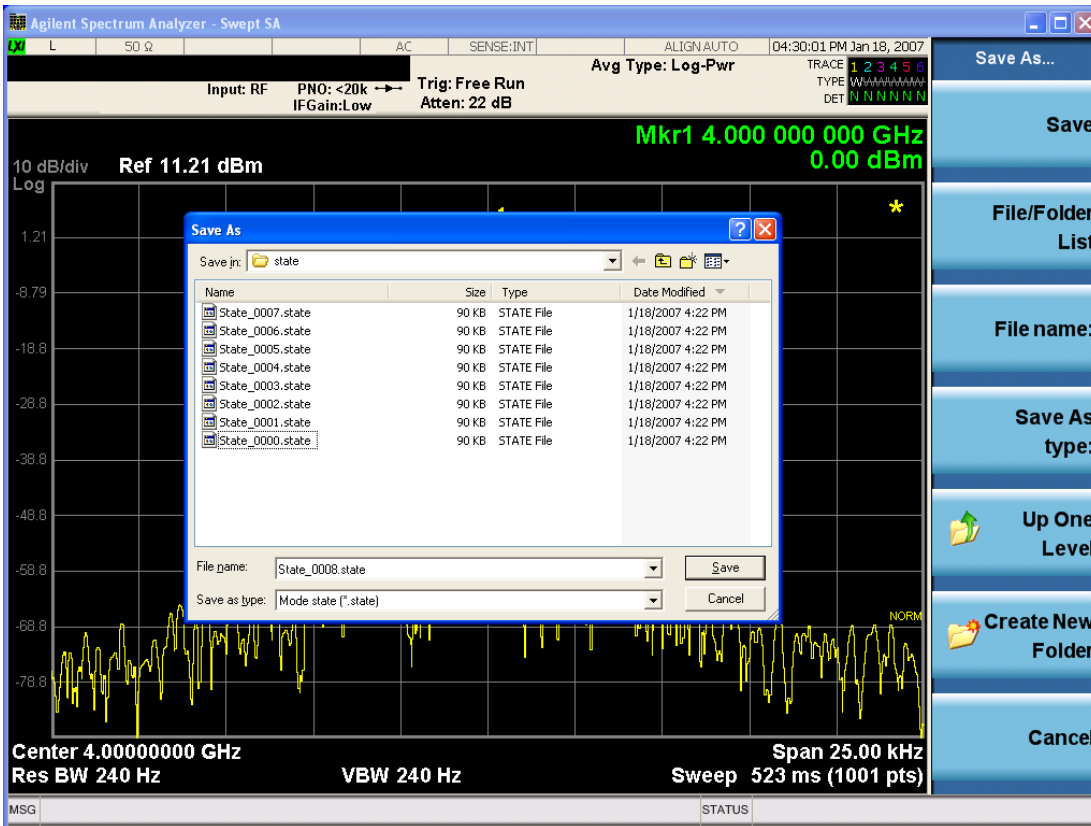 Agilent Spectrum Analyzer - Swept SA
LXI L 50 Ω AC SENSE:INT ALIGN AUTO 04:30:01 PM Jan 18, 2007
Input: RF PNO: <20k IFGain:Low
Trig: Free Run
Atten: 22 dB
Avg Type: Log-Pwr
TRACE 1 2 3 4 5 6
TYPE WWWWWW
DET N N N N N N
Mkr1 4.000 000 000 GHz
0.00 dBm
10 dB/div Ref 11.21 dBm
Log
1.21
-8.79
-18.8
-28.8
-38.8
-48.8
-58.8
-68.8
-78.8
1
*
NORM
Save As
Save in: state
Name Size Type Date Modified
State_0007.state 90 KB STATE File 1/18/2007 4:22 PM
State_0006.state 90 KB STATE File 1/18/2007 4:22 PM
State_0005.state 90 KB STATE File 1/18/2007 4:22 PM
State_0004.state 90 KB STATE File 1/18/2007 4:22 PM
State_0003.state 90 KB STATE File 1/18/2007 4:22 PM
State_0002.state 90 KB STATE File 1/18/2007 4:22 PM
State_0001.state 90 KB STATE File 1/18/2007 4:22 PM
State_0000.state 90 KB STATE File 1/18/2007 4:22 PM
File name: State_0008.state Save
Save as type: Mode state (*.state) Cancel
Center 4.00000000 GHz Span 25.00 kHz
Res BW 240 Hz VBW 240 Hz Sweep 523 ms (1001 pts)
MSG STATUS
Save As...
Save
File/Folder
List
File name:
Save As
type:
Up One
Level
Create New
Folder
Cancel